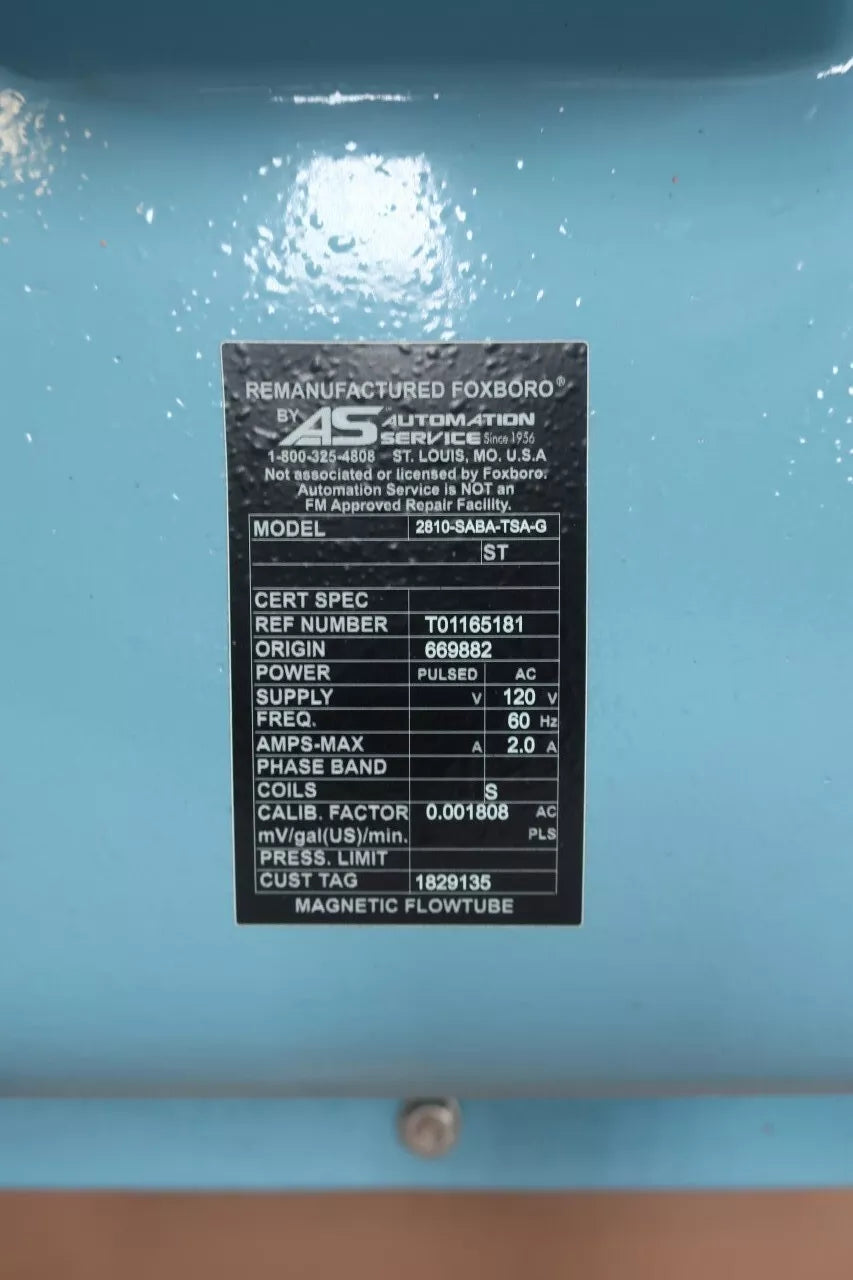 REMANUFACTURED FOXBORO®
BY AS™ AUTOMATION
SERVICE Since 1956
1-800-325-4808 ST. LOUIS, MO. U.S.A
Not associated or licensed by Foxboro.
Automation Service is NOT an
FM Approved Repair Facility.
MODEL 2810-SABA-TSA-G
ST
CERT SPEC
REF NUMBER T01165181
ORIGIN 669882
POWER PULSED AC
SUPPLY V 120 V
FREQ. 60 Hz
AMPS-MAX A 2.0 A
PHASE BAND
COILS S
CALIB. FACTOR 0.001808 AC
mV/gal(US)/min. PLS
PRESS. LIMIT
CUST TAG 1829135
MAGNETIC FLOWTUBE